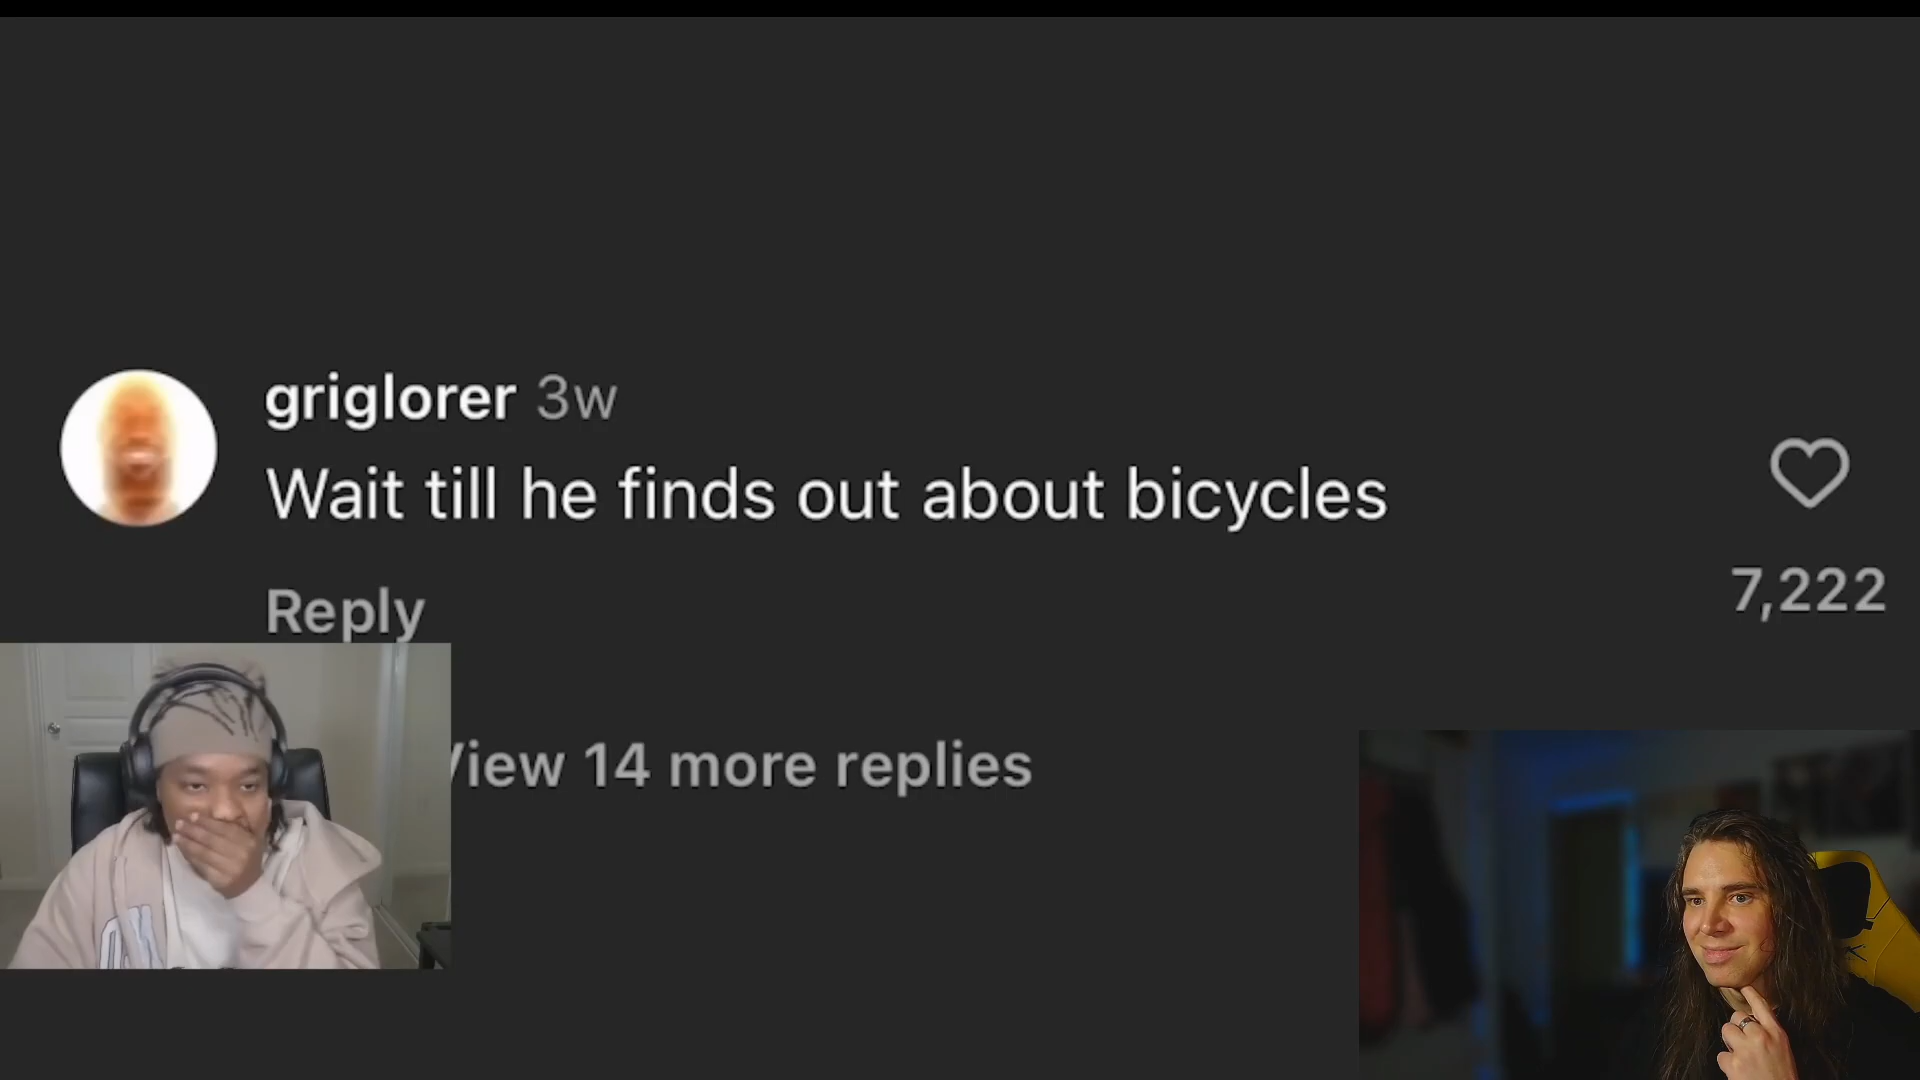 griglorer 3w
Wait till he finds out about bicycles
7,222
Reply
View 14 more replies